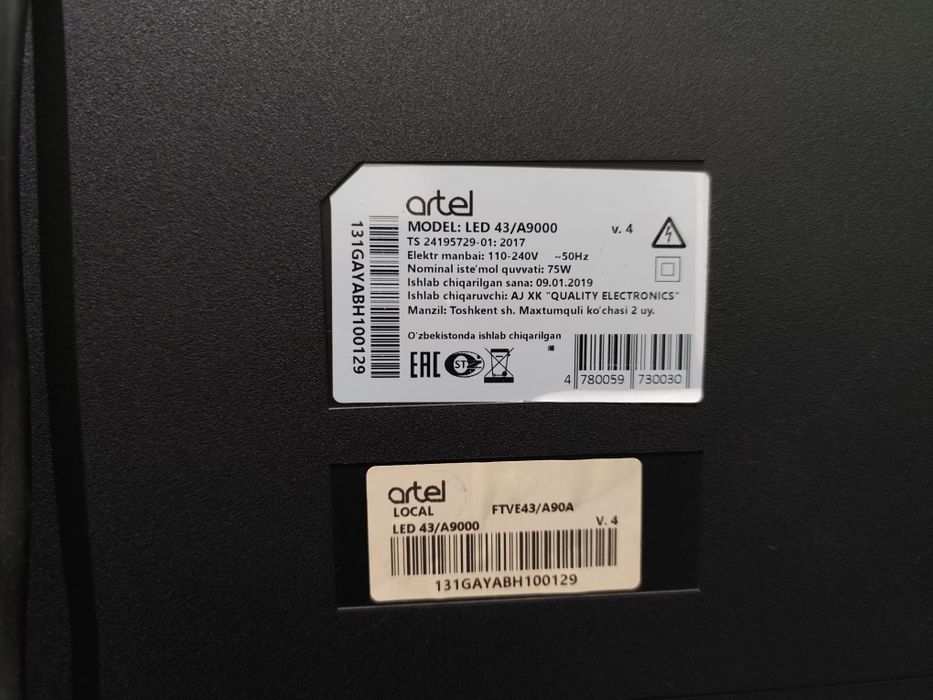 artel
MODEL: LED 43/A9000 v. 4
TS 24195729-01: 2017
Elektr manbai: 110-240V ~50Hz
Nominal iste'mol quvvati: 75W
Ishlab chiqarilgan sana: 09.01.2019
Ishlab chiqaruvchi: AJ XK "QUALITY ELECTRONICS"
Manzil: Toshkent sh. Maxtumquli ko'chasi 2 uy.
O'zbekistonda ishlab chiqarilgan
EAC ST
4 780059 730030
131GAYABH100129
artel
LOCAL FTVE43/A90A
LED 43/A9000 V. 4
131GAYABH100129